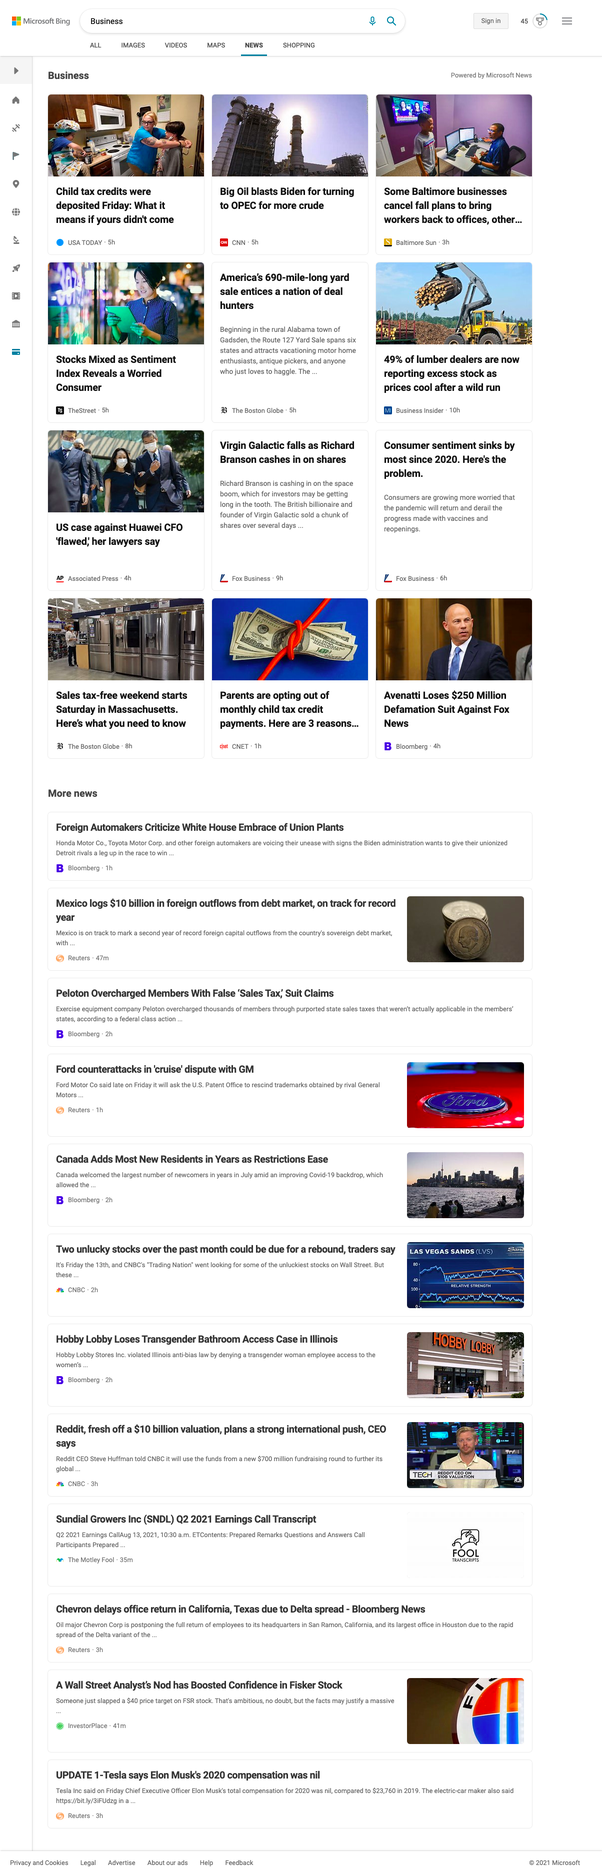 Microsoft Bing
Business
Sign in
45
ALL IMAGES VIDEOS MAPS NEWS SHOPPING
Business
Powered by Microsoft News
Child tax credits were
deposited Friday: What it
means if yours didn't come
USA TODAY · 5h
Big Oil blasts Biden for turning
to OPEC for more crude
CNN · 5h
Some Baltimore businesses
cancel fall plans to bring
workers back to offices, other...
Baltimore Sun · 3h
Stocks Mixed as Sentiment
Index Reveals a Worried
Consumer
TheStreet · 5h
America's 690-mile-long yard
sale entices a nation of deal
hunters
Beginning in the rural Alabama town of
Gadsden, the Route 127 Yard Sale spans six
states and attracts vacationing motor home
enthusiasts, antique pickers, and anyone
who just loves to haggle. The ...
The Boston Globe · 5h
49% of lumber dealers are now
reporting excess stock as
prices cool after a wild run
Business Insider · 10h
US case against Huawei CFO
'flawed,' her lawyers say
AP
Associated Press · 4h
Virgin Galactic falls as Richard
Branson cashes in on shares
Richard Branson is cashing in on the space
boom, which for investors may be getting
long in the tooth. The British billionaire and
founder of Virgin Galactic sold a chunk of
shares over several days ...
Fox Business · 9h
Consumer sentiment sinks by
most since 2020. Here's the
problem.
Consumers are growing more worried that
the pandemic will return and derail the
progress made with vaccines and
reopenings.
Fox Business · 6h
Sales tax-free weekend starts
Saturday in Massachusetts.
Here's what you need to know
The Boston Globe · 8h
Parents are opting out of
monthly child tax credit
payments. Here are 3 reasons...
CNET · 1h
Avenatti Loses $250 Million
Defamation Suit Against Fox
News
Bloomberg · 4h
More news
Foreign Automakers Criticize White House Embrace of Union Plants
Honda Motor Co., Toyota Motor Corp. and other foreign automakers are voicing their unease with signs the Biden administration wants to give their unionized
Detroit rivals a leg up in the race to win ...
Bloomberg · 1h
Mexico logs $10 billion in foreign outflows from debt market, on track for record
year
Mexico is on track to mark a second year of record foreign capital outflows from the country's sovereign debt market,
with ...
Reuters · 47m
Peloton Overcharged Members With False 'Sales Tax,' Suit Claims
Exercise equipment company Peloton overcharged thousands of members through purported state sales taxes that weren't actually applicable in the members'
states, according to a federal class action ...
Bloomberg · 2h
Ford counterattacks in 'cruise' dispute with GM
Ford Motor Co said late on Friday it will ask the U.S. Patent Office to rescind trademarks obtained by rival General
Motors ...
Reuters · 1h
Ford
Canada Adds Most New Residents in Years as Restrictions Ease
Canada welcomed the largest number of newcomers in years in July amid an improving Covid-19 backdrop, which
allowed the ...
Bloomberg · 2h
Two unlucky stocks over the past month could be due for a rebound, traders say
It's Friday the 13th, and CNBC's "Trading Nation" went looking for some of the unluckiest stocks on Wall Street. But
these ...
CNBC · 2h
LAS VEGAS SANDS (LVS)
80
40
RELATIVE STRENGTH
100
0
Hobby Lobby Loses Transgender Bathroom Access Case in Illinois
Hobby Lobby Stores Inc. violated Illinois anti-bias law by denying a transgender woman employee access to the
women's ...
Bloomberg · 2h
HOBBY LOBBY
Reddit, fresh off a $10 billion valuation, plans a strong international push, CEO
says
Reddit CEO Steve Huffman told CNBC it will use the funds from a new $700 million fundraising round to further its
global ...
CNBC · 3h
TECH
REDDIT CEO ON
$10B VALUATION
Sundial Growers Inc (SNDL) Q2 2021 Earnings Call Transcript
Q2 2021 Earnings CallAug 13, 2021, 10:30 a.m. ETContents: Prepared Remarks Questions and Answers Call
Participants Prepared ...
The Motley Fool · 35m
FOOL
TRANSCRIPTS
Chevron delays office return in California, Texas due to Delta spread - Bloomberg News
Oil major Chevron Corp is postponing the full return of employees to its headquarters in San Ramon, California, and its largest office in Houston due to the rapid
spread of the Delta variant of the ...
Reuters · 3h
A Wall Street Analyst's Nod has Boosted Confidence in Fisker Stock
Someone just slapped a $40 price target on FSR stock. That's ambitious, no doubt, but the facts may justify a massive
...
InvestorPlace · 41m
UPDATE 1-Tesla says Elon Musk's 2020 compensation was nil
Tesla Inc said on Friday Chief Executive Officer Elon Musk's total compensation for 2020 was nil, compared to $23,760 in 2019. The electric-car maker also said
https://bit.ly/3iFUdzg in a ...
Reuters · 3h
Privacy and Cookies Legal Advertise About our ads Help Feedback
© 2021 Microsoft